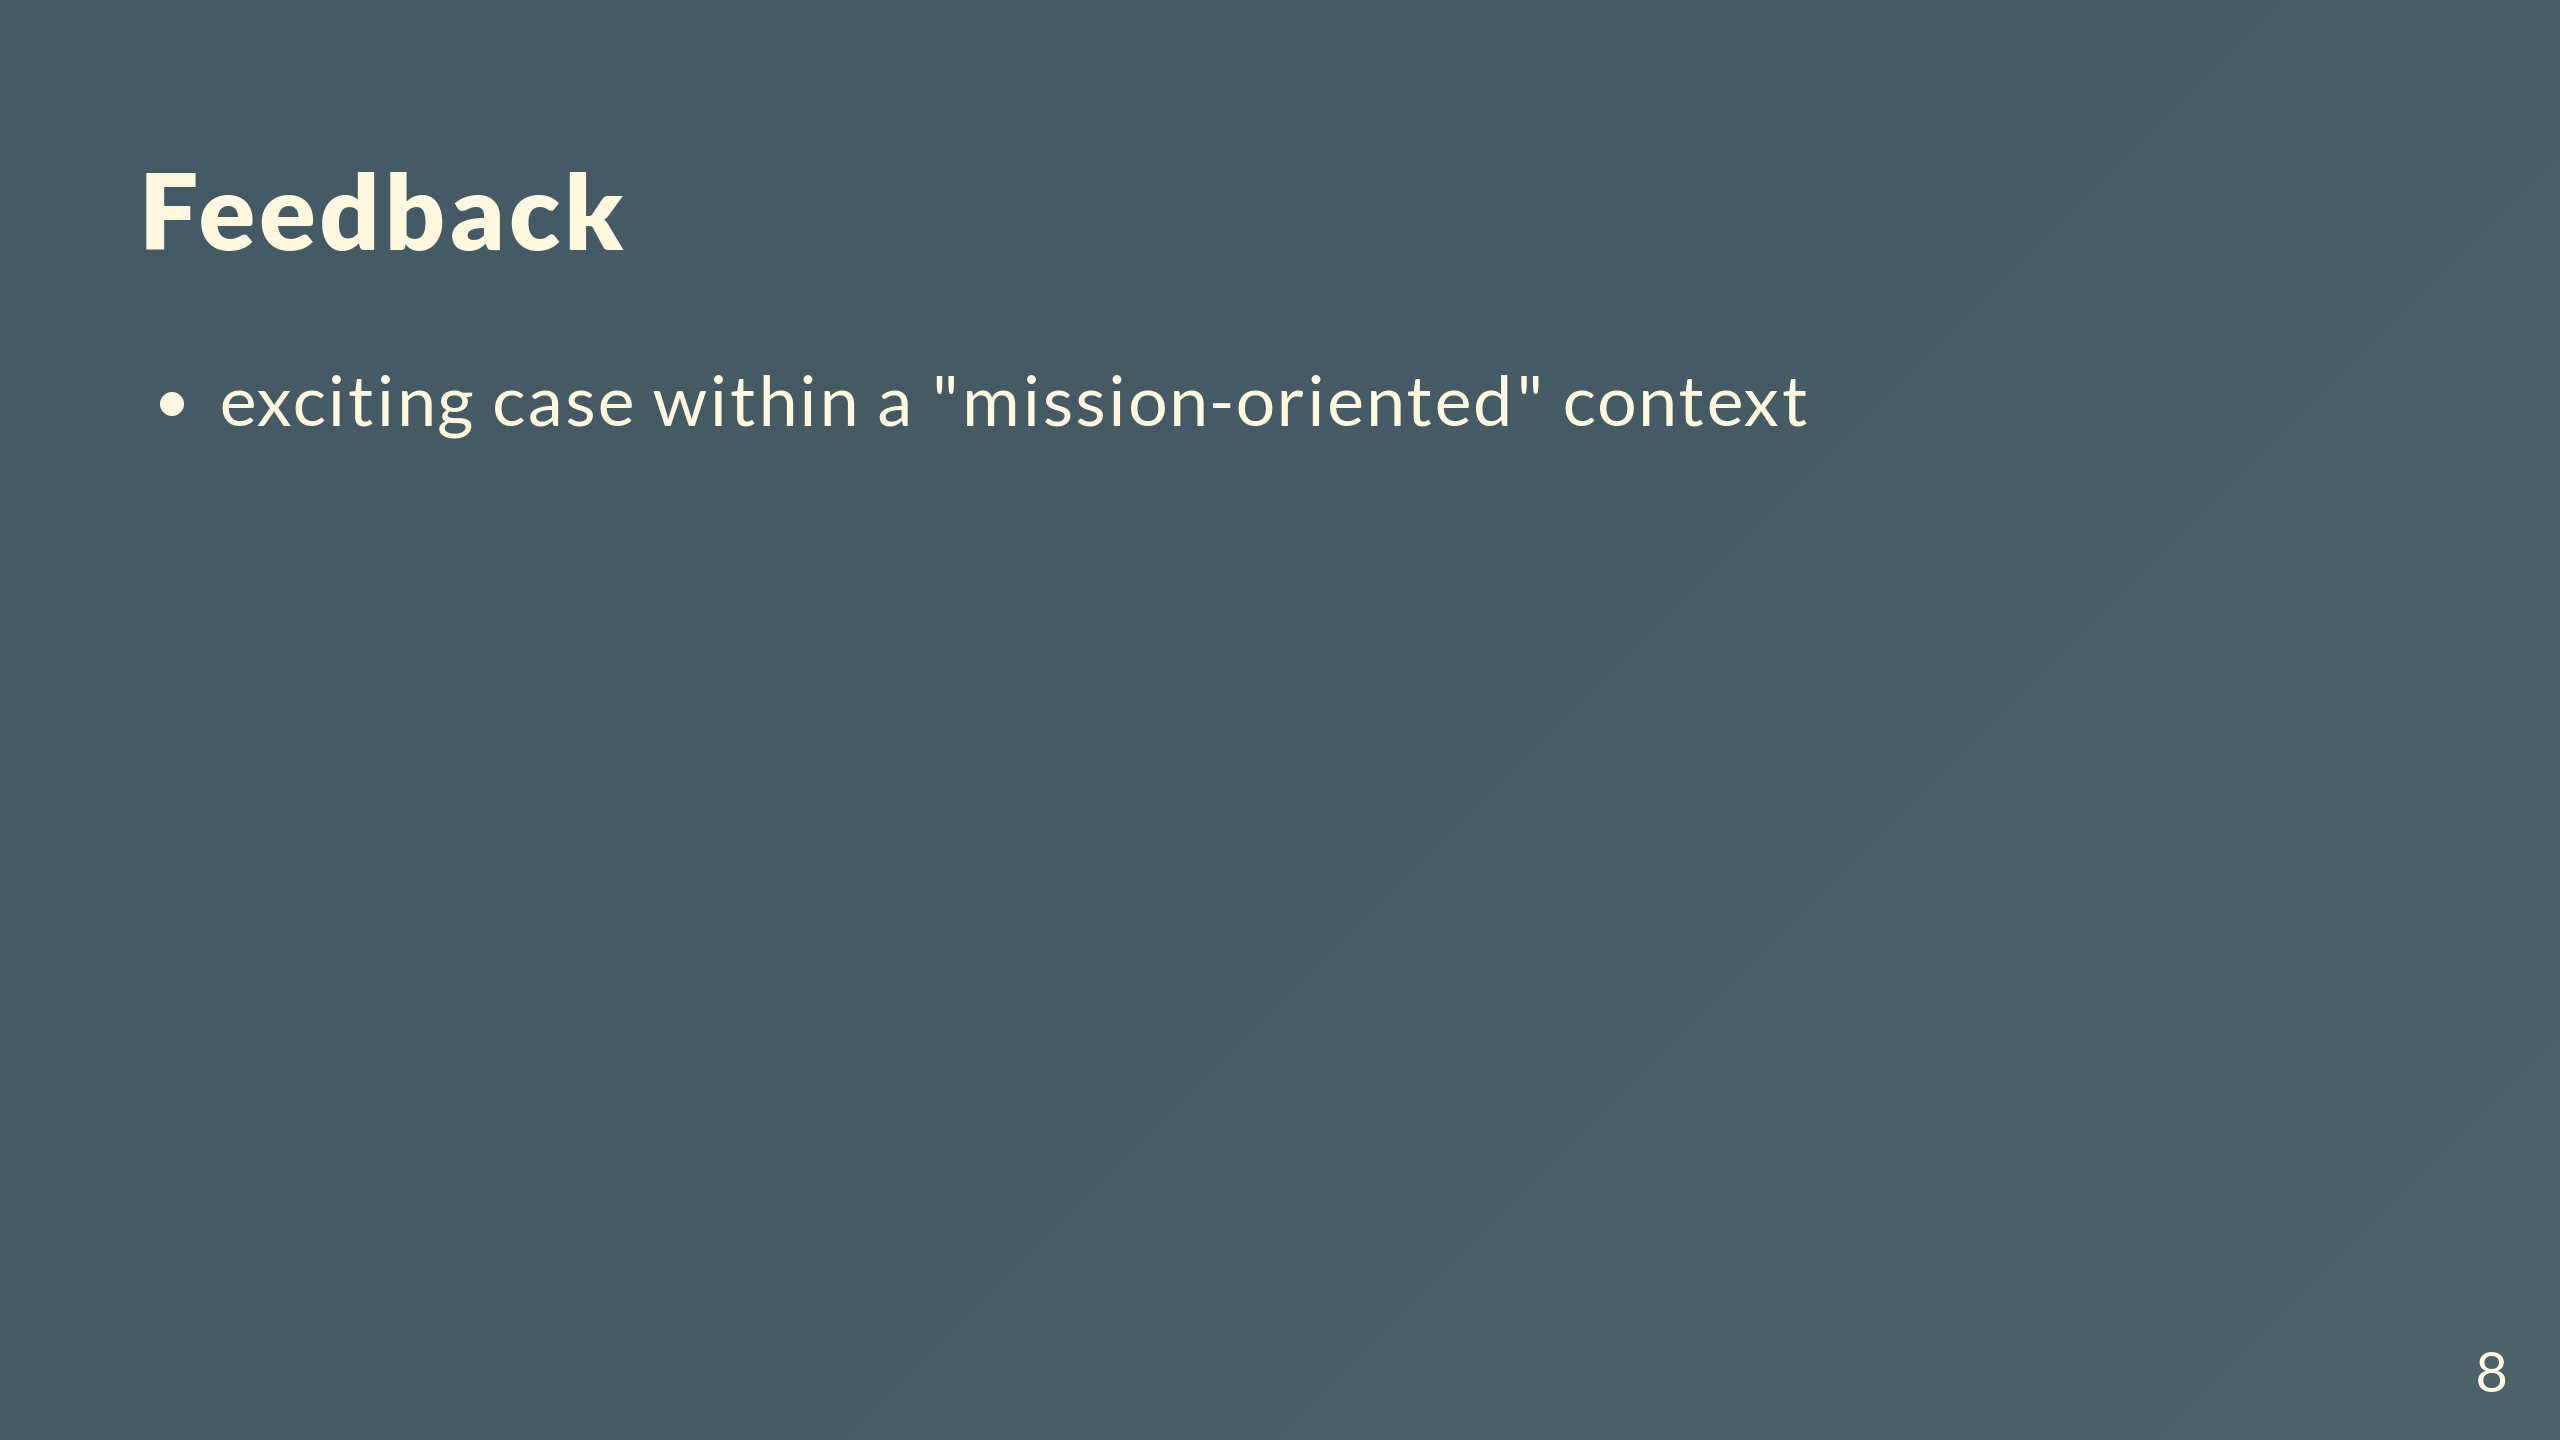 Feedback
• exciting case within a "mission-oriented" context
8